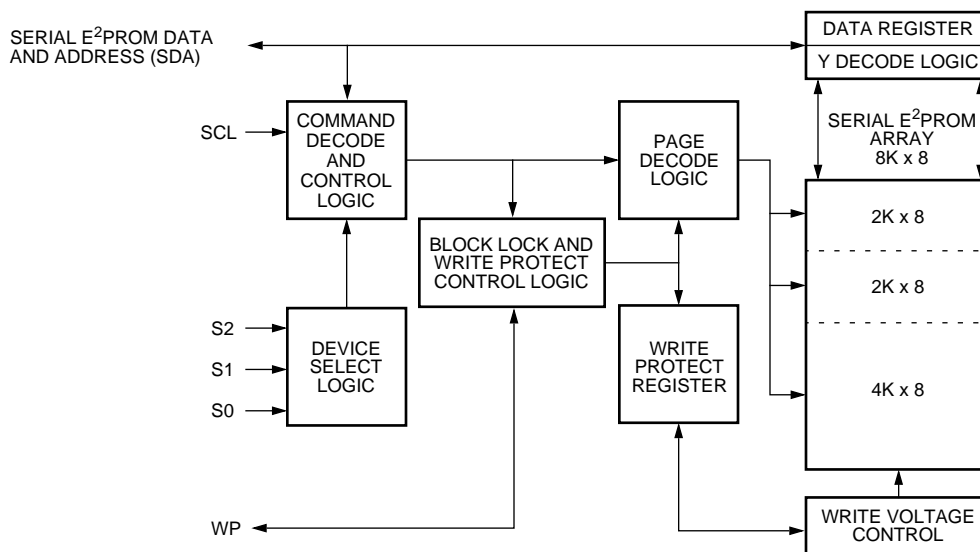 SERIAL E²PROM DATA
AND ADDRESS (SDA)
DATA REGISTER
Y DECODE LOGIC
SCL
COMMAND
DECODE
AND
CONTROL
LOGIC
PAGE
DECODE
LOGIC
SERIAL E²PROM
ARRAY
8K x 8
2K x 8
BLOCK LOCK AND
WRITE PROTECT
CONTROL LOGIC
2K x 8
S2
S1
S0
DEVICE
SELECT
LOGIC
WRITE
PROTECT
REGISTER
4K x 8
WP
WRITE VOLTAGE
CONTROL